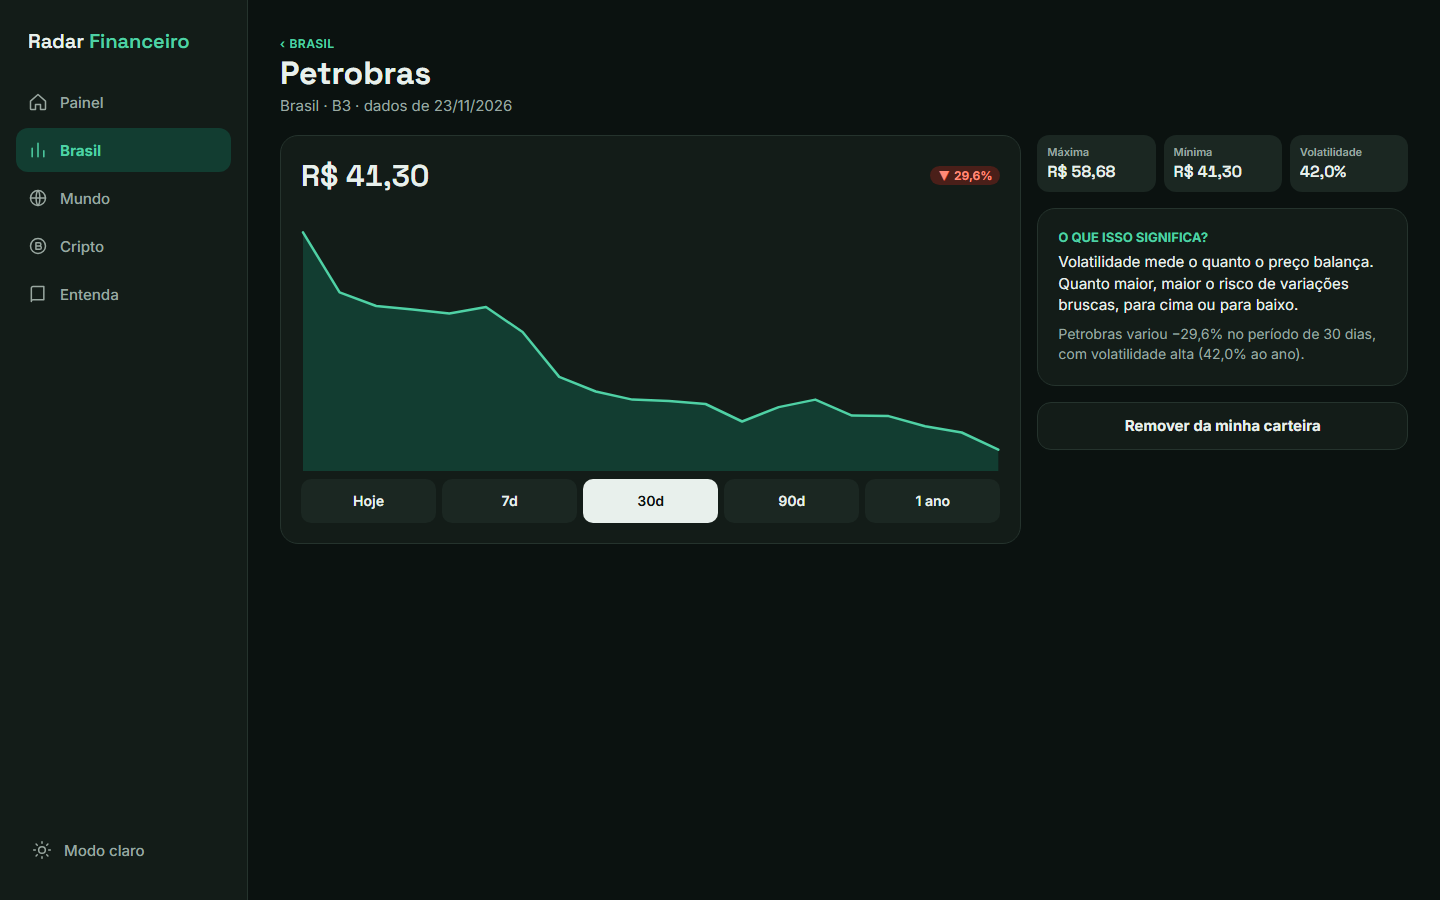 Radar Financeiro
Painel
Brasil
Mundo
Cripto
Entenda
Modo claro
‹ BRASIL
Petrobras
Brasil · B3 · dados de 23/11/2026
R$ 41,30
▼ 29,6%
Hoje
7d
30d
90d
1 ano
Máxima
R$ 58,68
Mínima
R$ 41,30
Volatilidade
42,0%
O QUE ISSO SIGNIFICA?
Volatilidade mede o quanto o preço balança.
Quanto maior, maior o risco de variações
bruscas, para cima ou para baixo.
Petrobras variou −29,6% no período de 30 dias,
com volatilidade alta (42,0% ao ano).
Remover da minha carteira